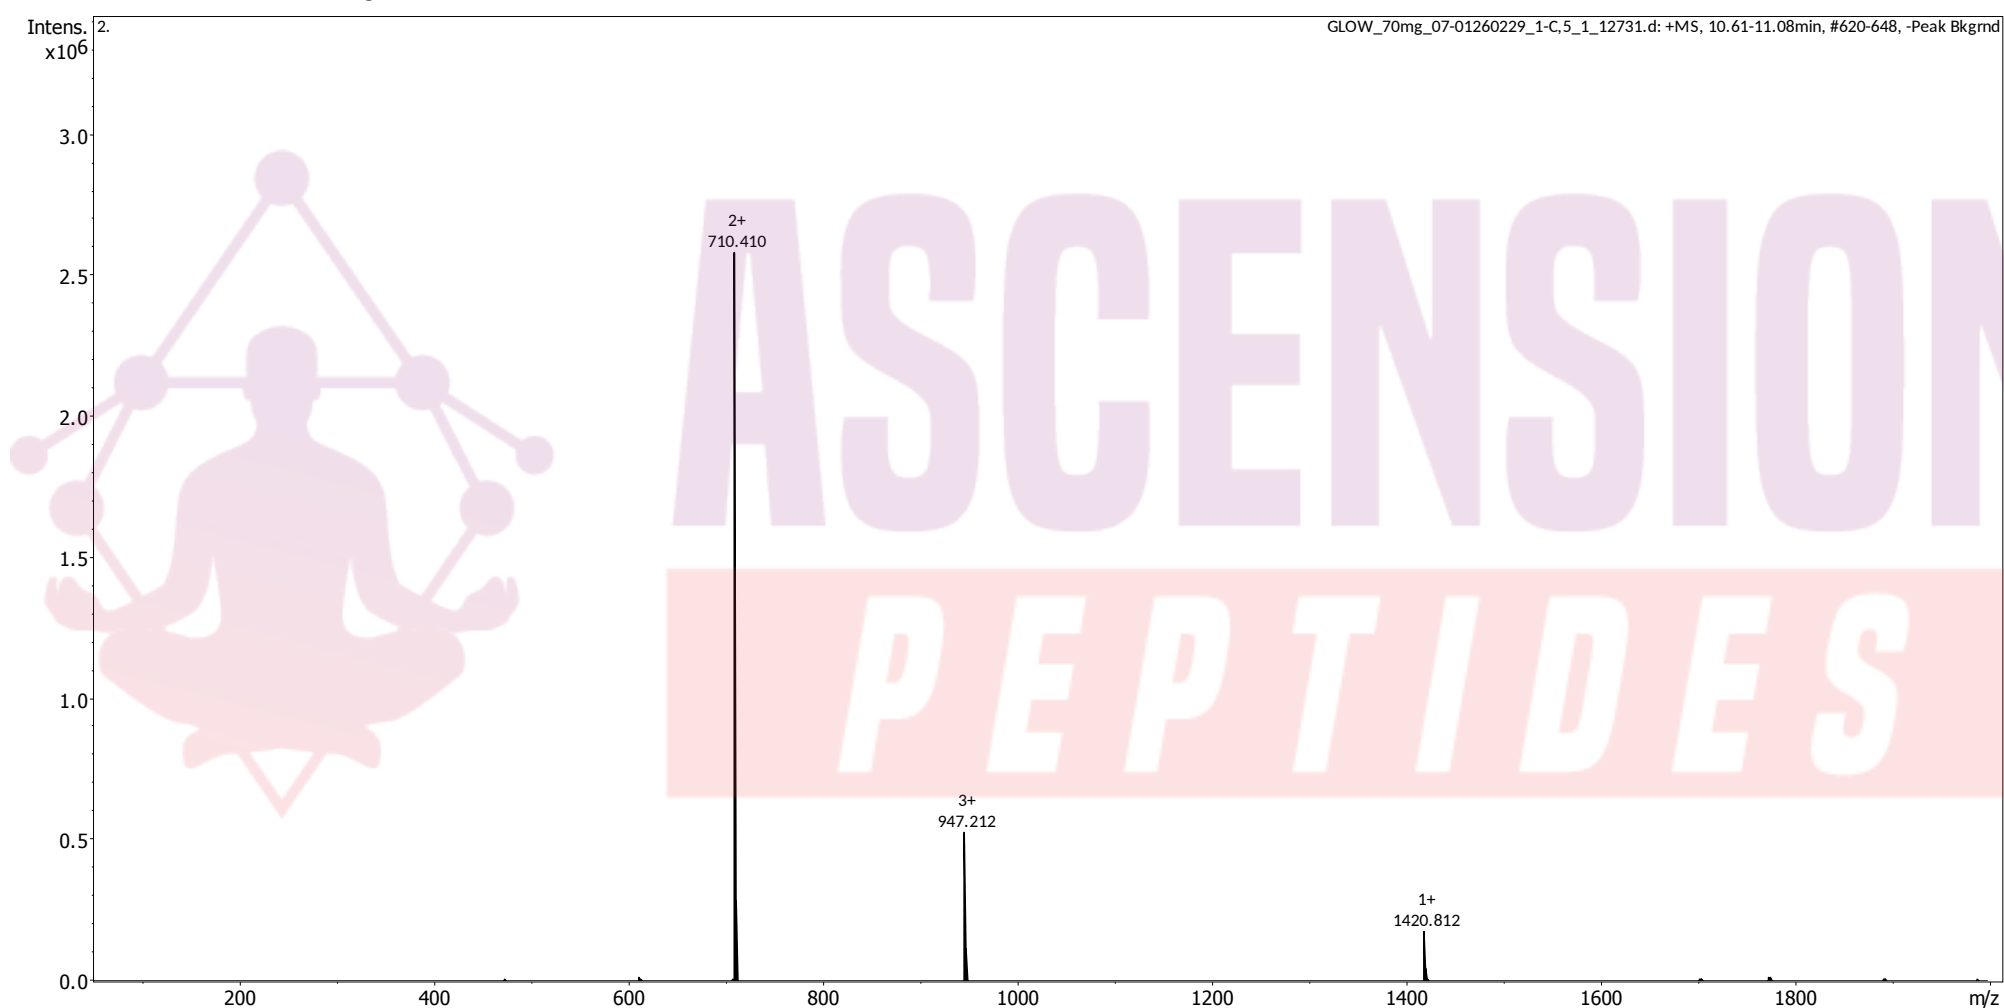 Intens.
x10⁶
2.
GLOW_70mg_07-01260229_1-C,5_1_12731.d: +MS, 10.61-11.08min, #620-648, -Peak Bkgrnd
3.0
2.5
2.0
1.5
1.0
0.5
0.0
2+
710.410
3+
947.212
1+
1420.812
ASCENSION
PEPTIDES
200 400 600 800 1000 1200 1400 1600 1800 m/z